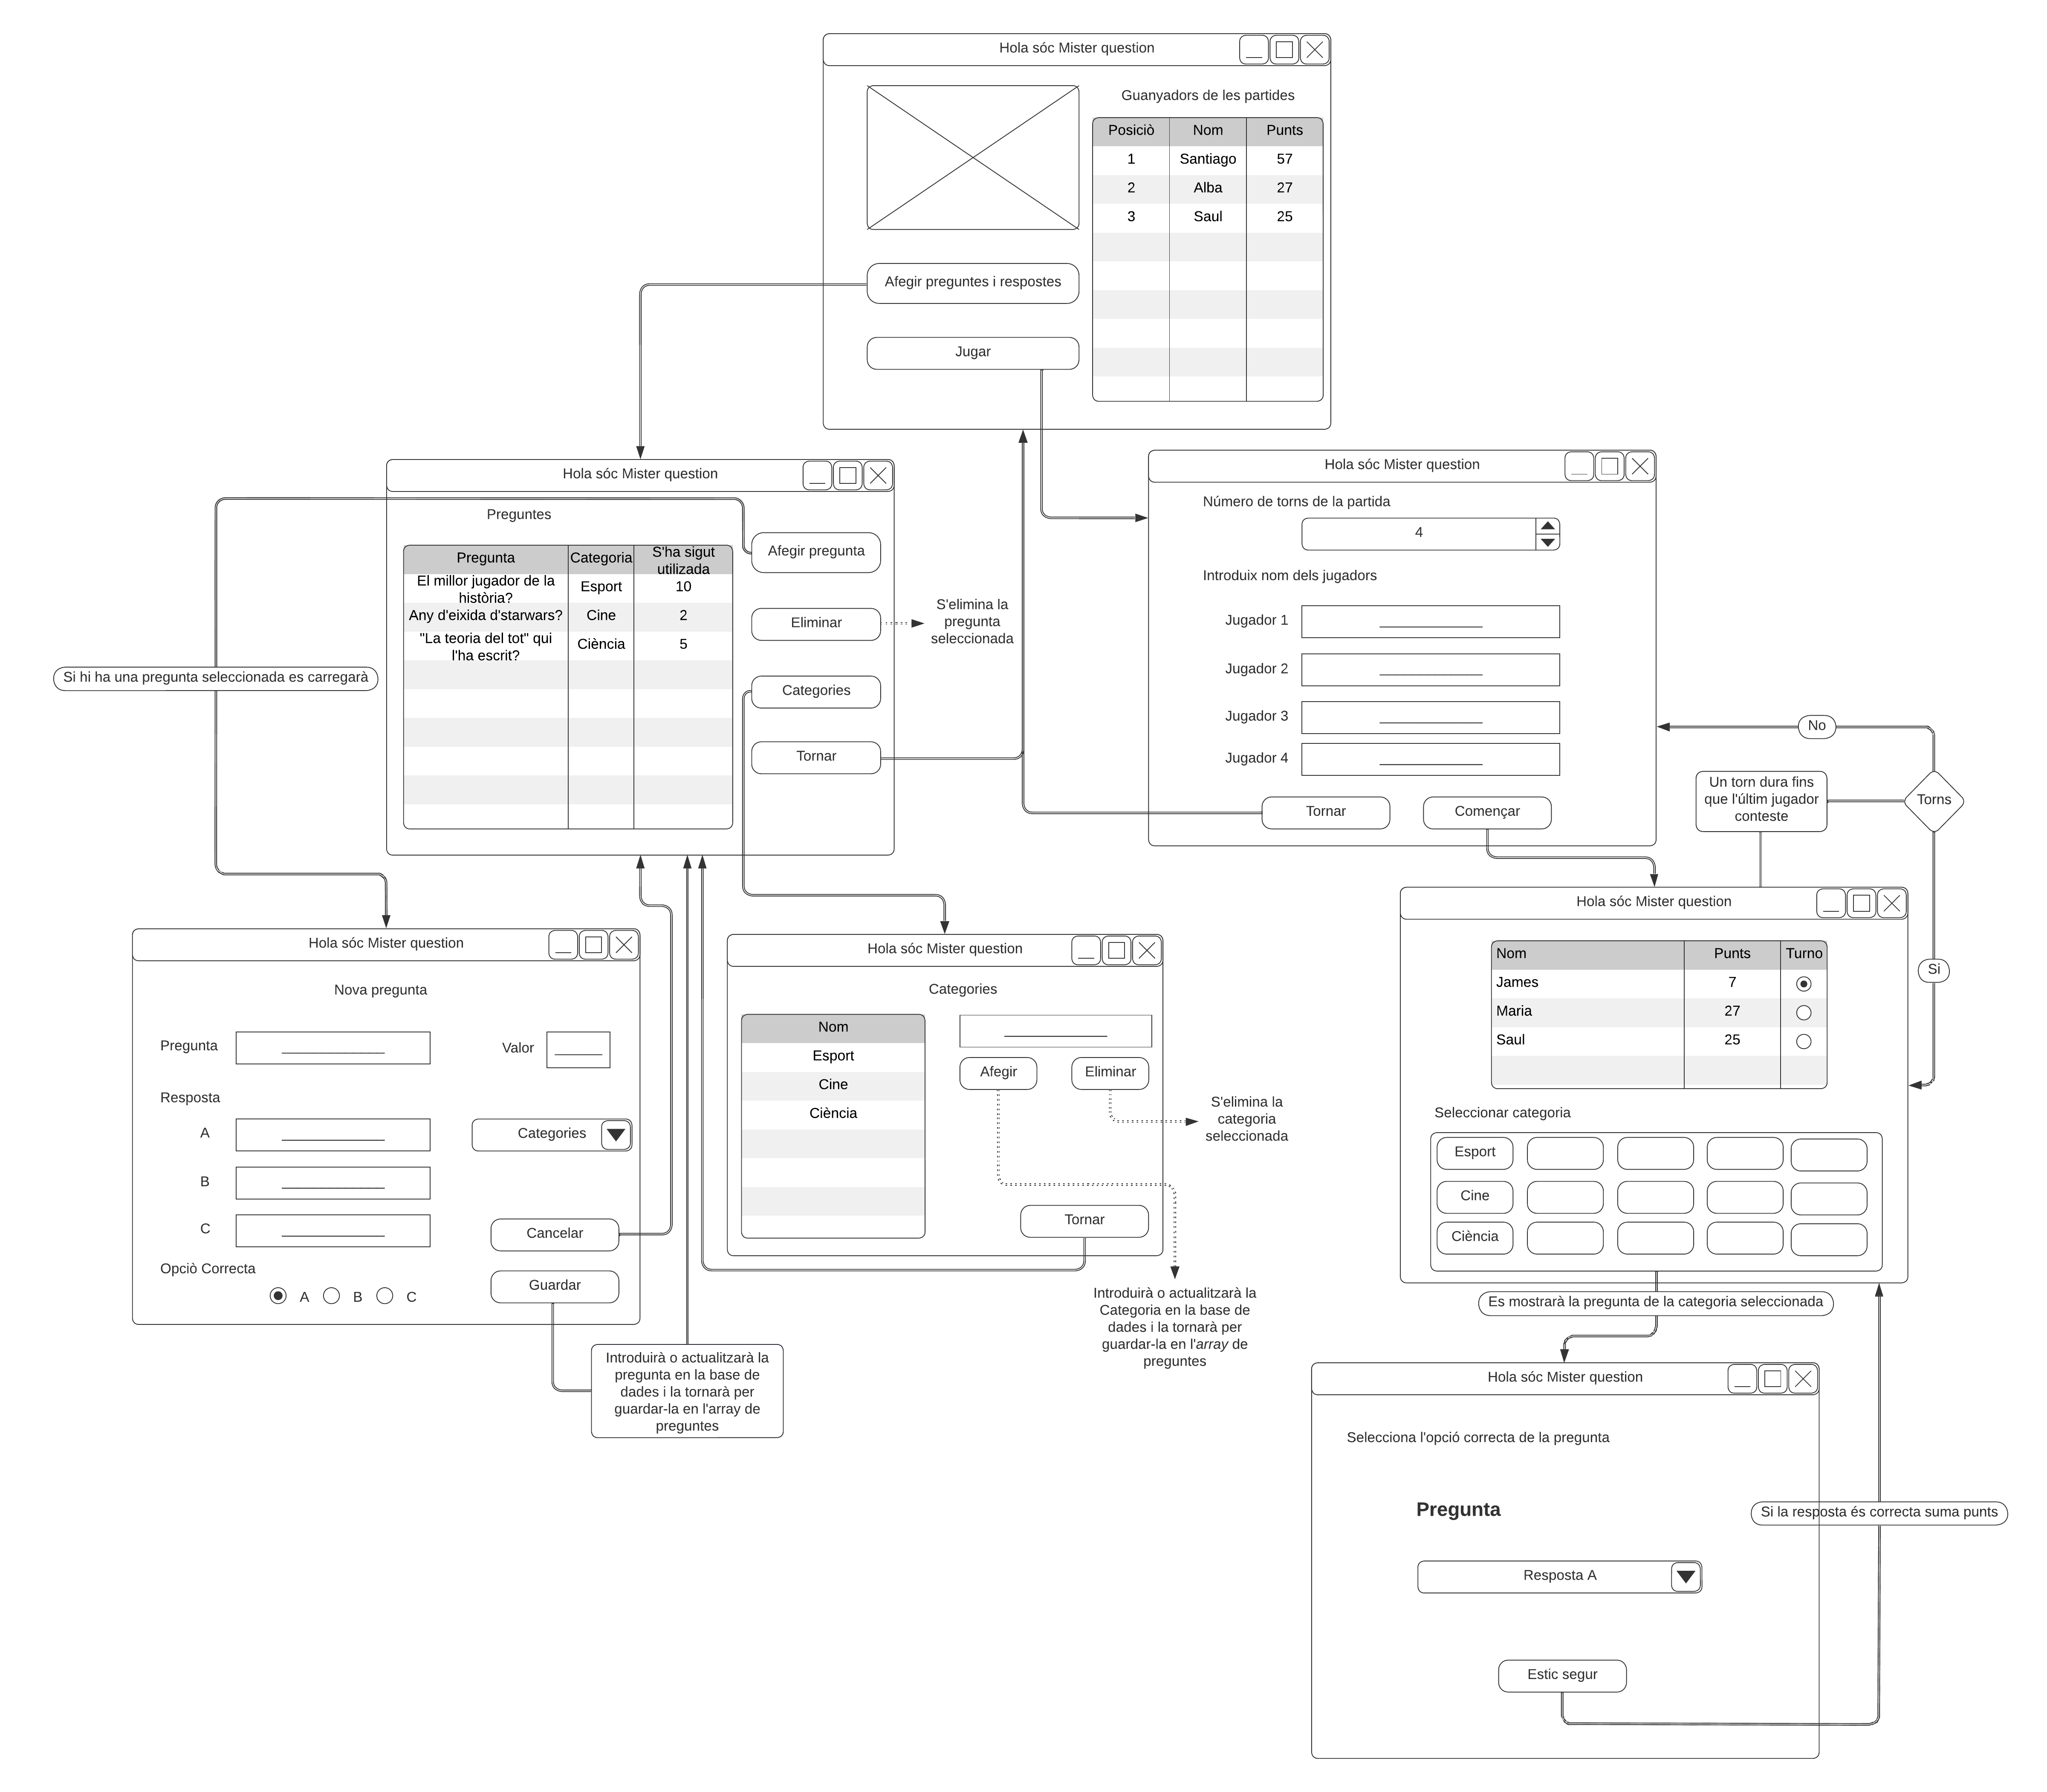 Hola sóc Mister question
Guanyadors de les partides
Posiciò Nom Punts
1 Santiago 57
2 Alba 27
3 Saul 25
Afegir preguntes i respostes
Jugar
Hola sóc Mister question
Preguntes
Pregunta Categoria S'ha sigut
utilizada
El millor jugador de la
història?
Esport 10
Any d'eixida d'starwars? Cine 2
"La teoria del tot" qui
l'ha escrit?
Ciència 5
Afegir pregunta
Eliminar
Categories
Tornar
S'elimina la
pregunta
seleccionada
Si hi ha una pregunta seleccionada es carregarà
Hola sóc Mister question
Número de torns de la partida
4
Introduix nom dels jugadors
Jugador 1
Jugador 2
Jugador 3
Jugador 4
Tornar Començar
No
Un torn dura fins
que l'últim jugador
conteste
Torns
Si
Hola sóc Mister question
Nova pregunta
Pregunta Valor
Resposta
A Categories
B
C
Cancelar
Guardar
Opciò Correcta
A B C
Introduirà o actualitzarà la
pregunta en la base de
dades i la tornarà per
guardar-la en l'array de
preguntes
Hola sóc Mister question
Categories
Nom
Esport
Cine
Ciència
Afegir Eliminar
Tornar
S'elimina la
categoria
seleccionada
Introduirà o actualitzarà la
Categoria en la base de
dades i la tornarà per
guardar-la en l'array de
preguntes
Hola sóc Mister question
Nom Punts Turno
James 7
Maria 27
Saul 25
Seleccionar categoria
Esport
Cine
Ciència
Es mostrarà la pregunta de la categoria seleccionada
Hola sóc Mister question
Selecciona l'opció correcta de la pregunta
Pregunta
Si la resposta és correcta suma punts
Resposta A
Estic segur